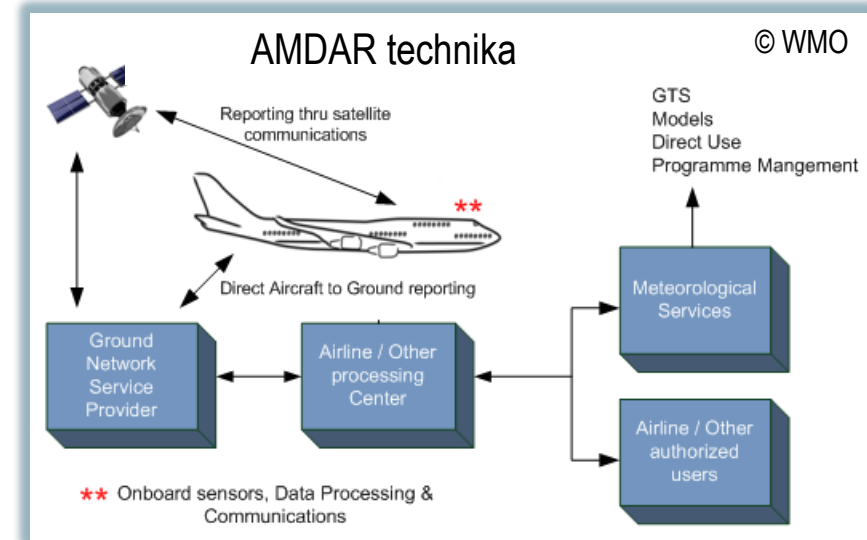 AMDAR technika
© WMO
Reporting thru satellite
communications
GTS
Models
Direct Use
Programme Mangement
**
Direct Aircraft to Ground reporting
Ground
Network
Service
Provider
Airline / Other
processing
Center
Meteorological
Services
Airline / Other
authorized
users
** Onboard sensors, Data Processing &
Communications